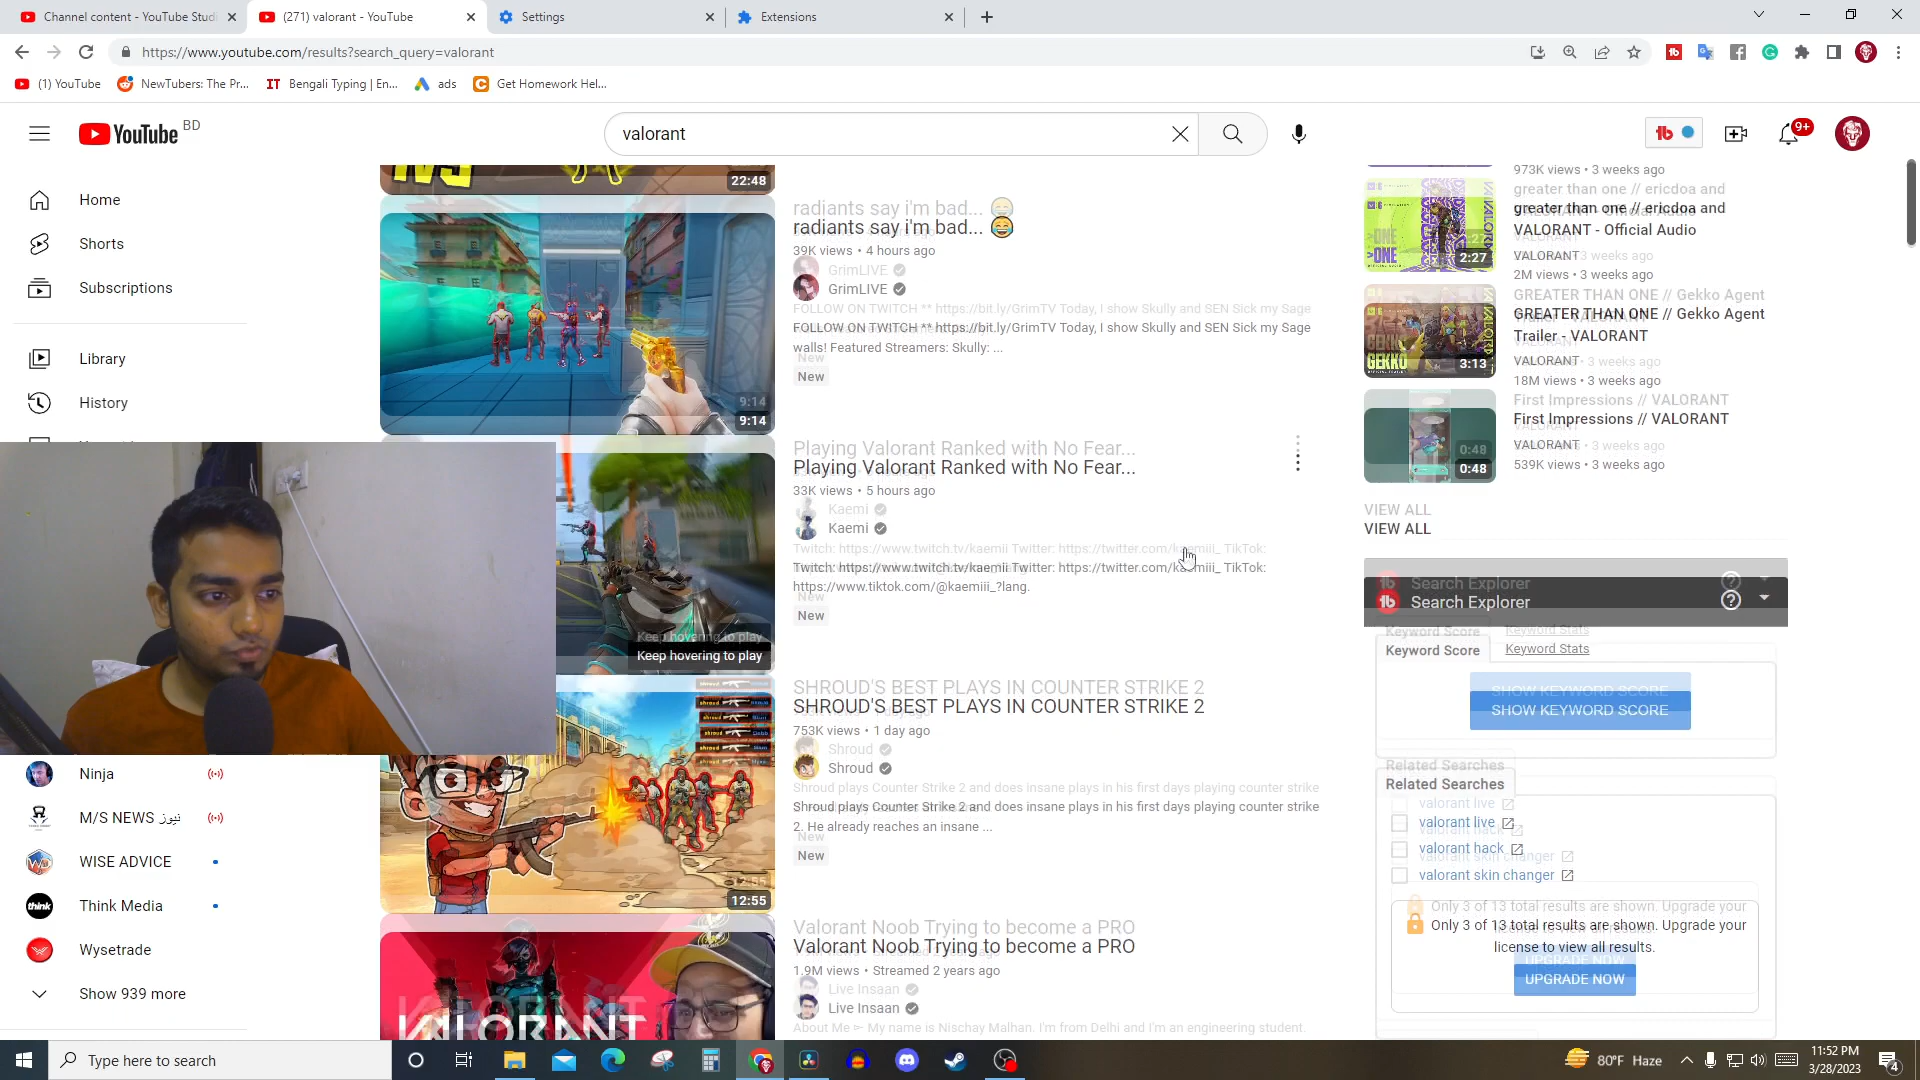 Channel content - YouTube Studi
(271) valorant - YouTube
Settings
Extensions
https://www.youtube.com/results?search_query=valorant
(1) YouTube
NewTubers: The Pr...
IT Bengali Typing | En...
ads
Get Homework Hel...
YouTube BD
valorant
9+
Home
Shorts
Subscriptions
Library
History
Ninja
M/S NEWS نیوز
WISE ADVICE
Think Media
Wysetrade
Show 939 more
22:48
radiants say i'm bad... 😂
39K views • 4 hours ago
GrimLIVE
FOLLOW ON TWITCH ** https://bit.ly/GrimTV Today, I show Skully and SEN Sick my Sage
walls! Featured Streamers: Skully: ...
New
9:14
Playing Valorant Ranked with No Fear...
33K views • 5 hours ago
Kaemi
Twitch: https://www.twitch.tv/kaemii Twitter: https://twitter.com/kaemiii_ TikTok:
https://www.tiktok.com/@kaemiii_?lang.
New
Keep hovering to play
SHROUD'S BEST PLAYS IN COUNTER STRIKE 2
753K views • 1 day ago
Shroud
Shroud plays Counter Strike 2 and does insane plays in his first days playing counter strike
2. He already reaches an insane ...
New
12:55
Valorant Noob Trying to become a PRO
1.9M views • Streamed 2 years ago
Live Insaan
About Me ➣ My name is Nischay Malhan. I'm from Delhi and I'm an engineering student.
VALORANT
973K views • 3 weeks ago
greater than one // ericdoa and
VALORANT - Official Audio
VALORANT
2M views • 3 weeks ago
>ONE
2:27
GREATER THAN ONE // Gekko Agent
Trailer - VALORANT
VALORANT
18M views • 3 weeks ago
GEKKO
3:13
First Impressions // VALORANT
VALORANT
539K views • 3 weeks ago
0:48
VIEW ALL
tb Search Explorer
Keyword Score
Keyword Stats
SHOW KEYWORD SCORE
Related Searches
valorant live
valorant hack
valorant skin changer
Only 3 of 13 total results are shown. Upgrade your
license to view all results.
UPGRADE NOW
Type here to search
80°F Haze
11:52 PM
3/28/2023
4